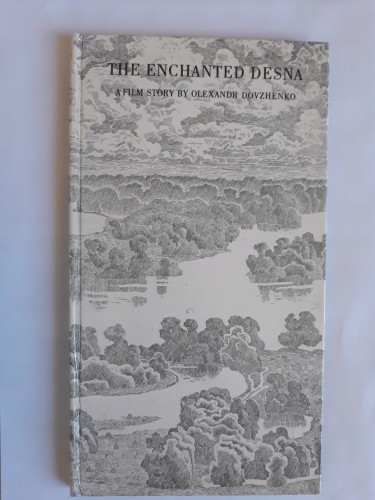 THE ENCHANTED DESNA
A FILM STORY BY OLEXANDR DOVZHENKO